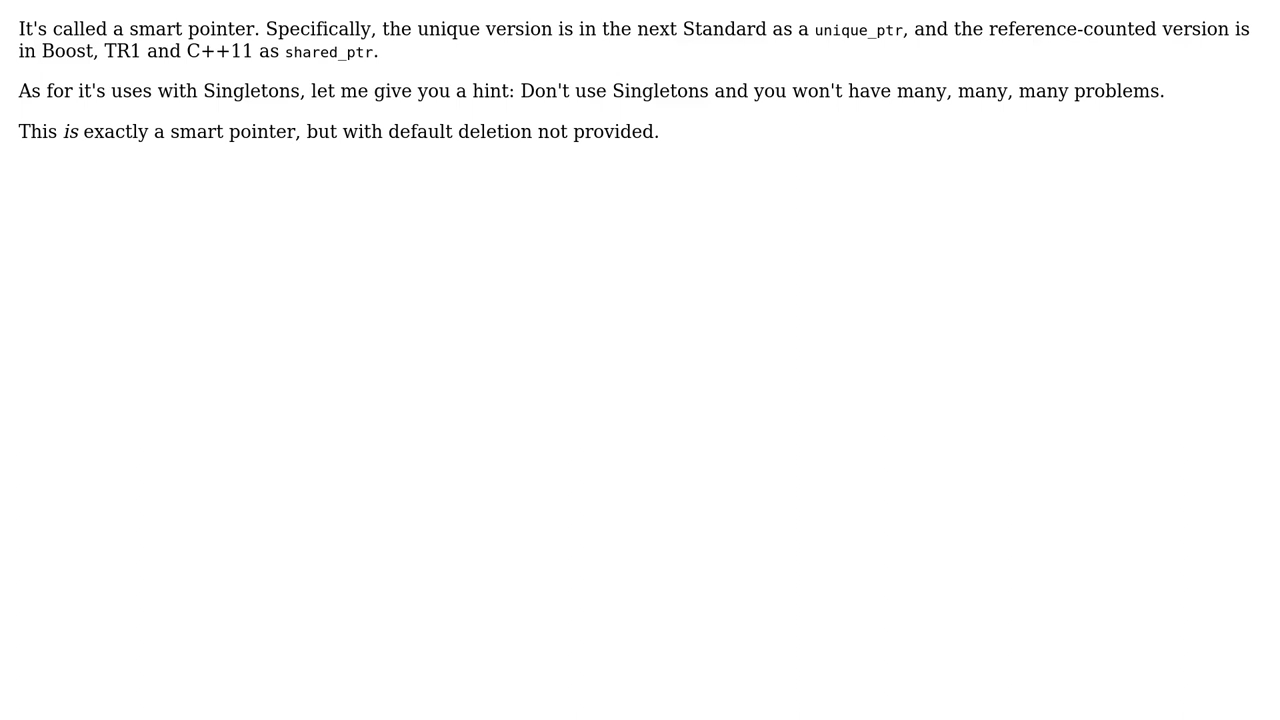 It's called a smart pointer. Specifically, the unique version is in the next Standard as a unique_ptr, and the reference-counted version is
in Boost, TR1 and C++11 as shared_ptr.
As for it's uses with Singletons, let me give you a hint: Don't use Singletons and you won't have many, many, many problems.
This is exactly a smart pointer, but with default deletion not provided.